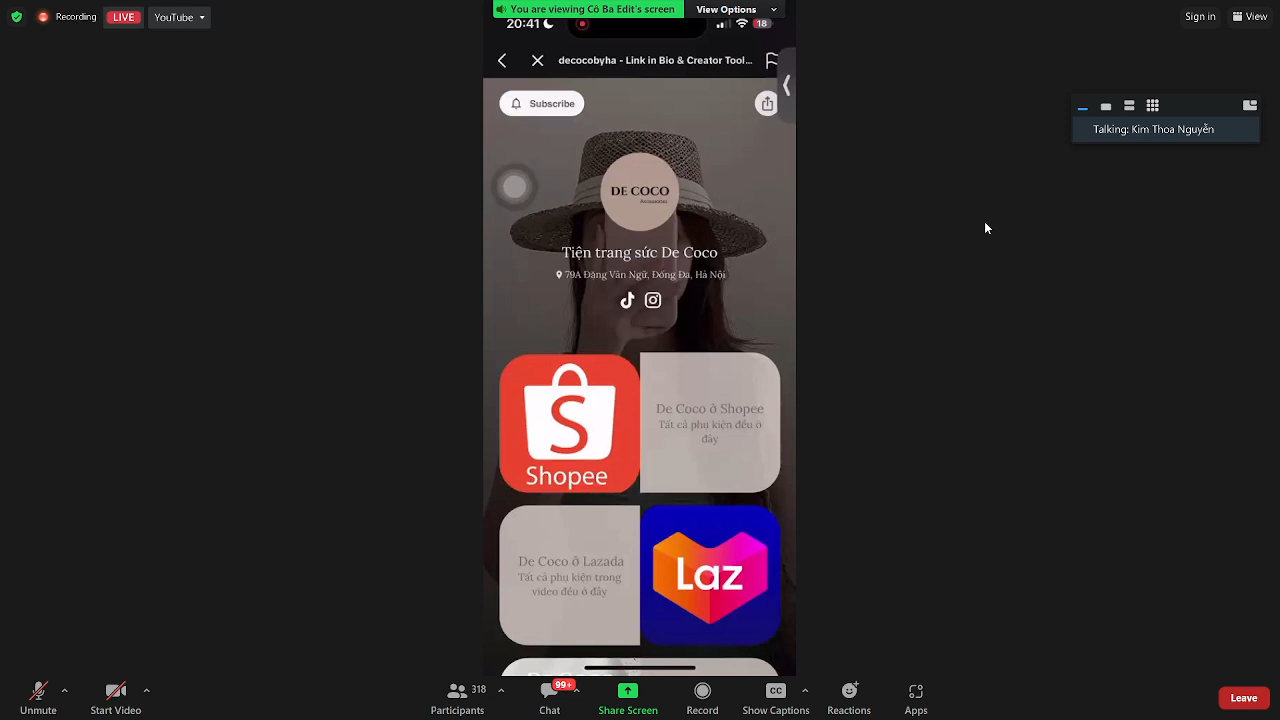 You are viewing Cô Ba Edit's screen
View Options
Recording
LIVE
YouTube
Sign in
View
20:41
18
decocobyha - Link in Bio & Creator Tool...
Subscribe
Talking: Kim Thoa Nguyễn
DE COCO
Accessories
Tiện trang sức De Coco
79A Đặng Văn Ngữ, Đống Đa, Hà Nội
S
Shopee
De Coco ở Shopee
Tất cả phụ kiện đều ở
đây
De Coco ở Lazada
Tất cả phụ kiện trong
video đều ở đây
Laz
Unmute
Start Video
Participants
318
Chat
99+
Share Screen
Record
CC
Show Captions
Reactions
Apps
Leave